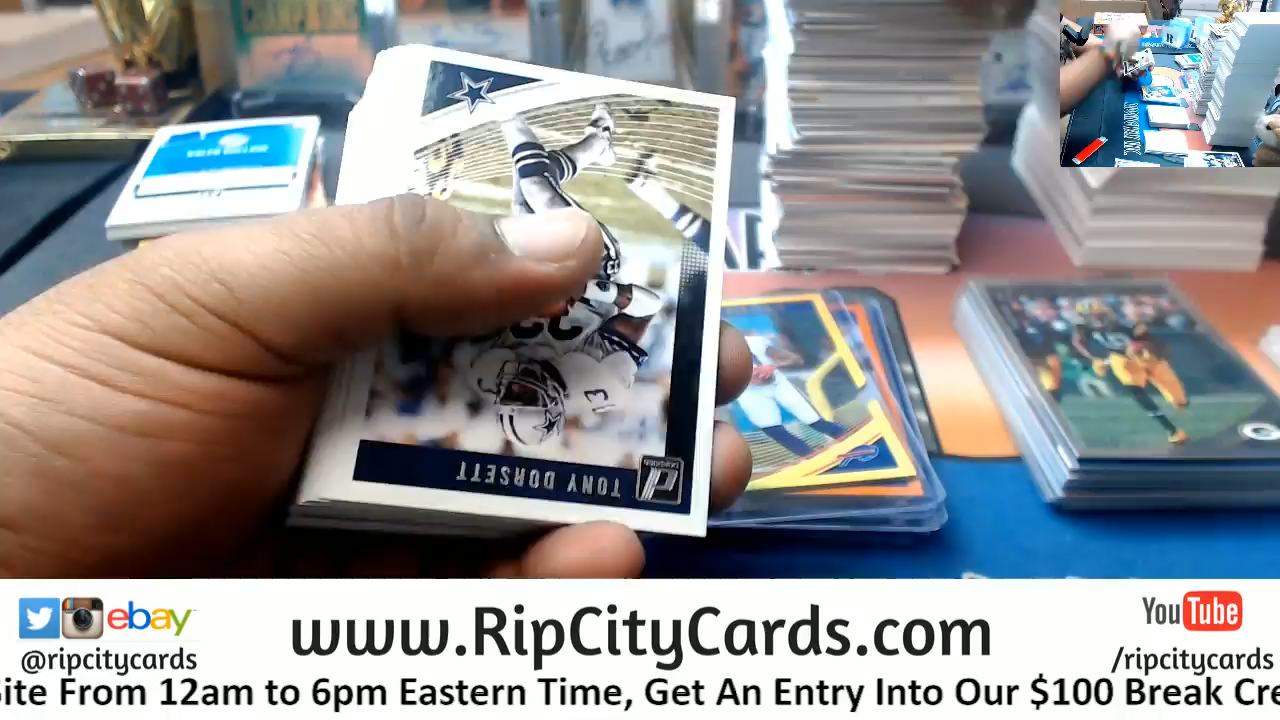 TONY DORSETT
33
ebay
@ripcitycards
www.RipCityCards.com
You Tube
/ripcitycards
Site From 12am to 6pm Eastern Time, Get An Entry Into Our $100 Break Cre